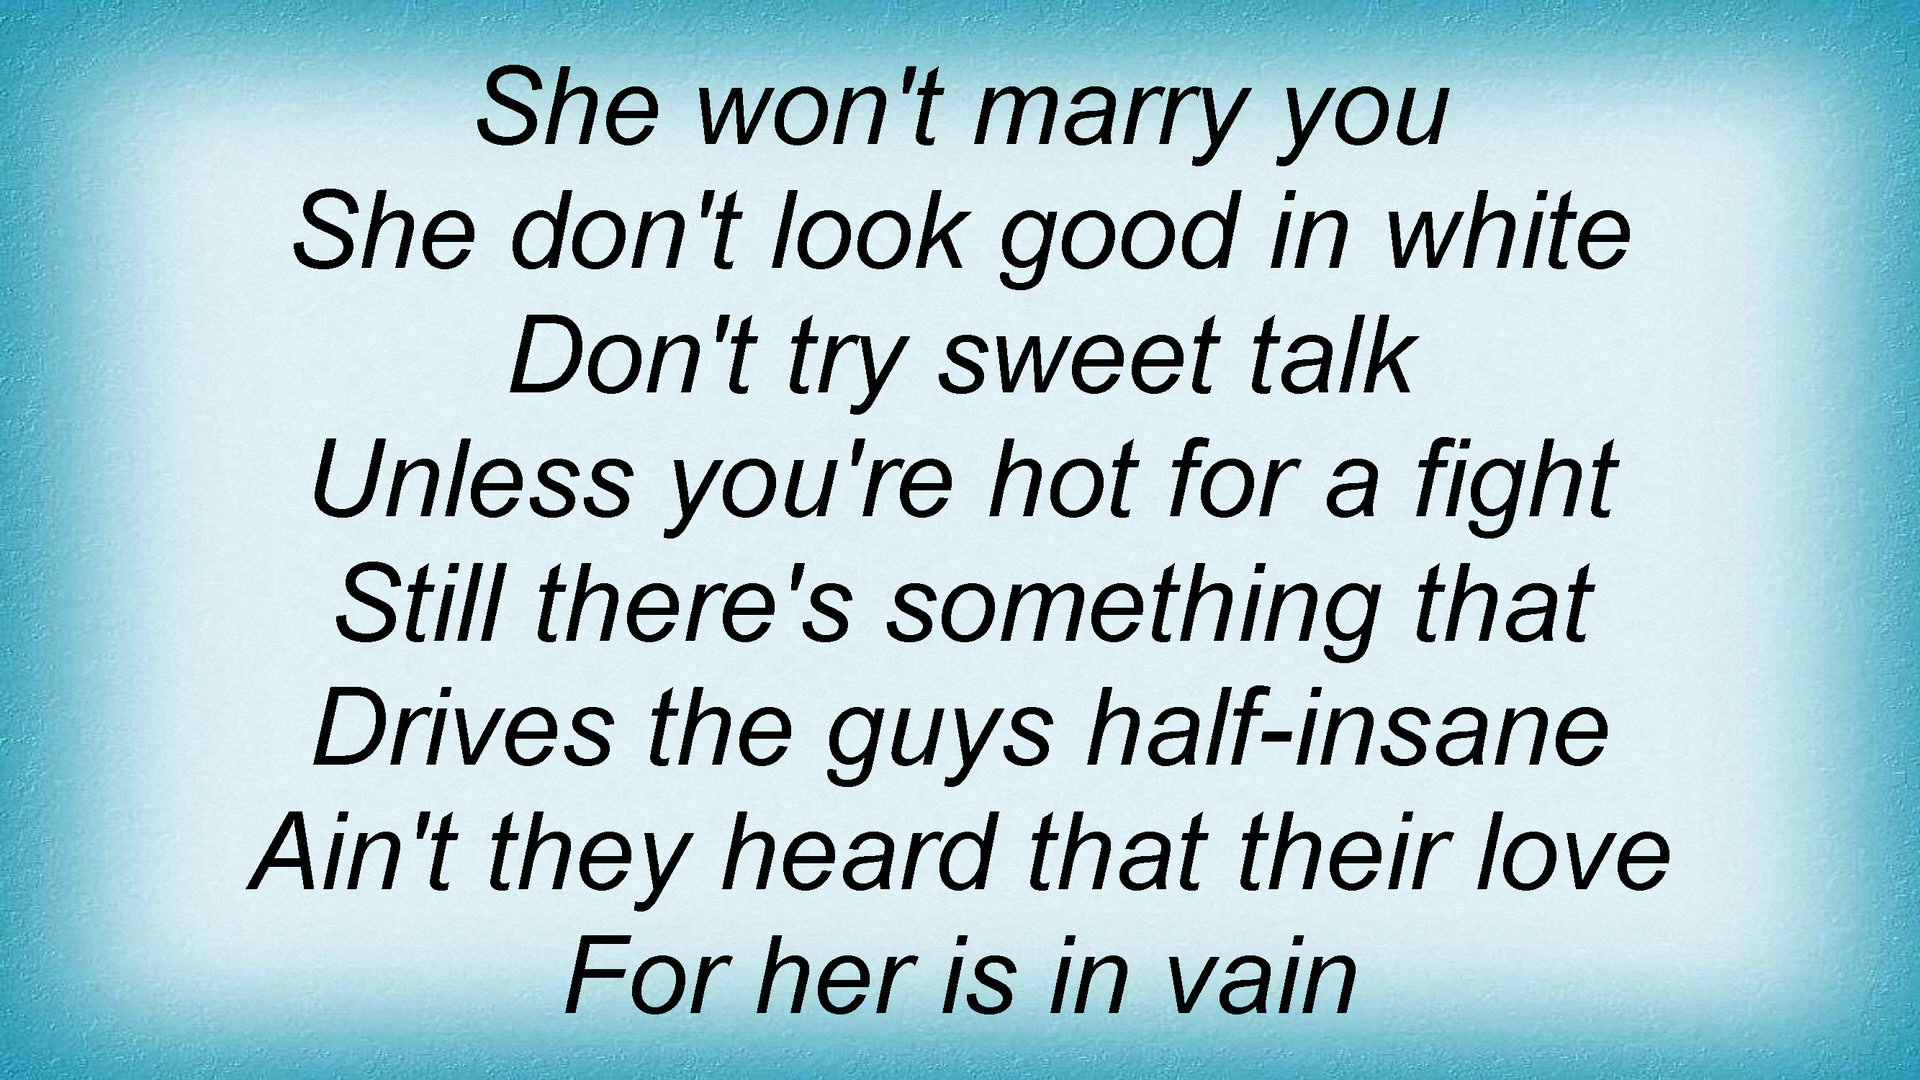 She won't marry you
She don't look good in white
Don't try sweet talk
Unless you're hot for a fight
Still there's something that
Drives the guys half-insane
Ain't they heard that their love
For her is in vain